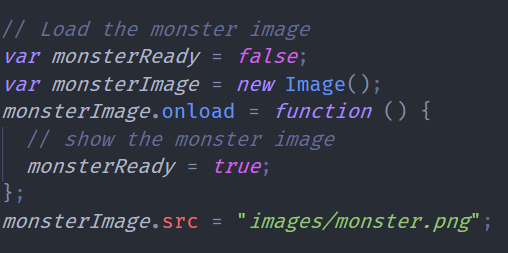 // Load the monster image
var monsterReady = false;
var monsterImage = new Image();
monsterImage.onload = function () {
  // show the monster image
  monsterReady = true;
};
monsterImage.src = "images/monster.png";